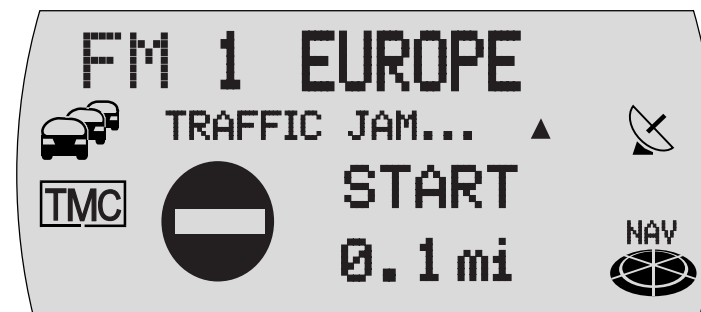 FM 1 EUROPE
TRAFFIC JAM...
TMC
START
0.1 mi
NAV